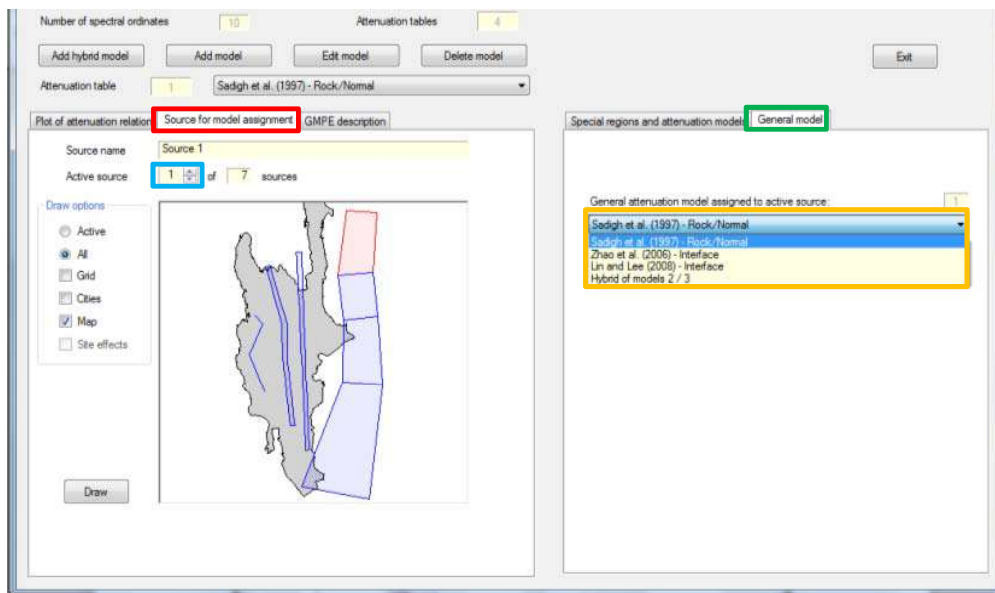 Number of spectral ordinates 10 Attenuation tables 4
Add hybrid model Add model Edit model Delete model Exit
Attenuation table 1 Sadigh et al. (1997) - Rock/Normal
Plot of attenuation relation Source for model assignment GMPE description
Source name Source 1
Active source 1 of 7 sources
Draw options
Active
All
Grid
Cities
Map
Site effects
Draw
Special regions and attenuation models General model
General attenuation model assigned to active source: 1
Sadigh et al. (1997) - Rock/Normal
Sadigh et al. (1997) - Rock/Normal
Zhao et al. (2006) - Interface
Lin and Lee (2008) - Interface
Hybrid of models 2 / 3